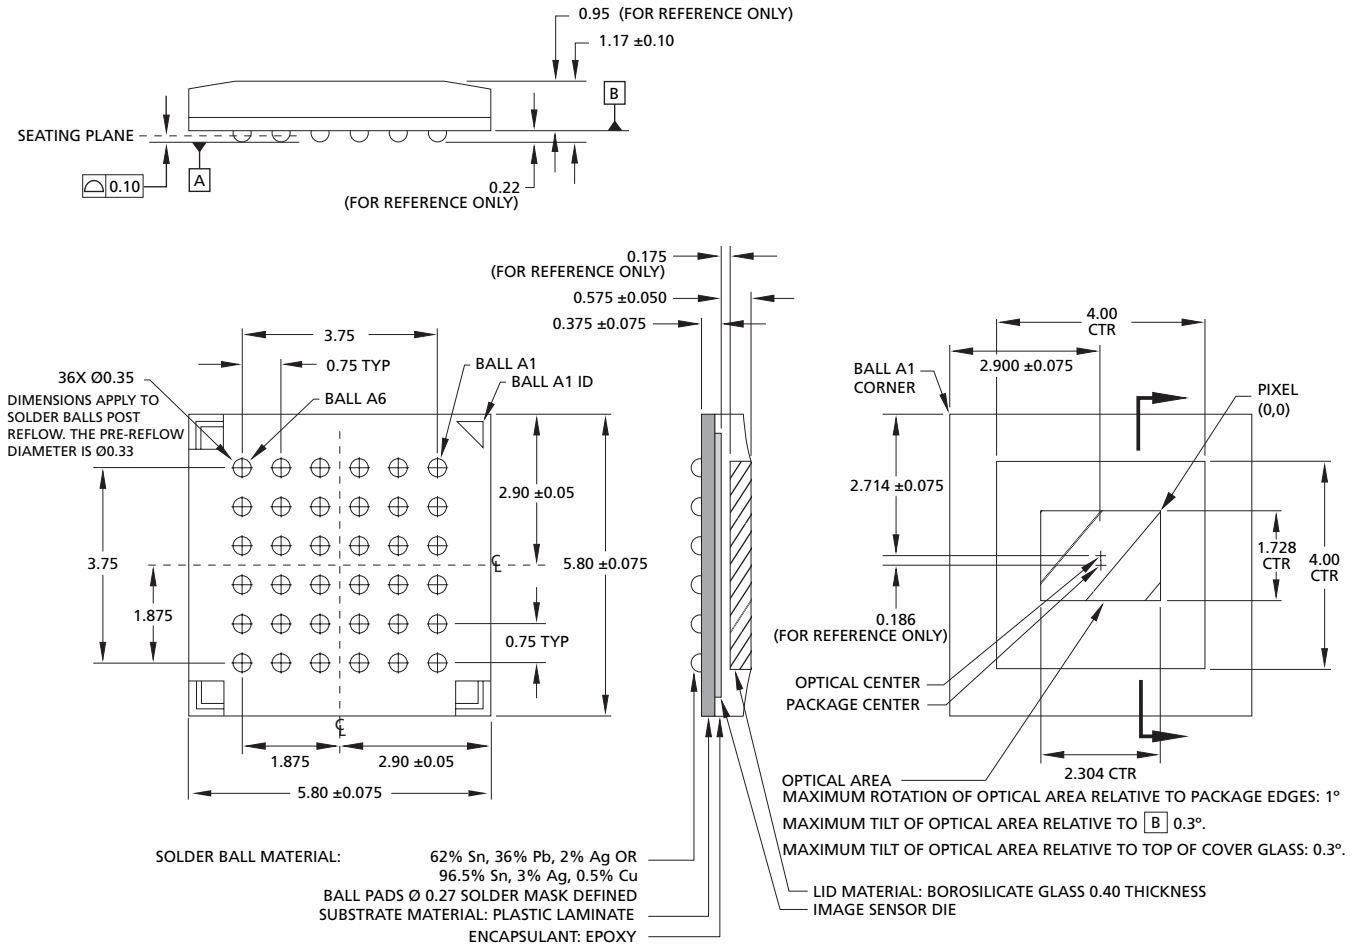 0.95 (FOR REFERENCE ONLY)
1.17 ±0.10
B
SEATING PLANE
A
0.10
0.22
(FOR REFERENCE ONLY)
0.175
(FOR REFERENCE ONLY)
0.575 ±0.050
0.375 ±0.075
3.75
0.75 TYP
36X Ø0.35
DIMENSIONS APPLY TO
SOLDER BALLS POST
REFLOW. THE PRE-REFLOW
DIAMETER IS Ø0.33
BALL A6
BALL A1
BALL A1 ID
2.90 ±0.05
3.75
5.80 ±0.075
1.875
0.75 TYP
℄
℄
1.875
2.90 ±0.05
5.80 ±0.075
4.00
CTR
2.900 ±0.075
BALL A1
CORNER
PIXEL
(0,0)
2.714 ±0.075
1.728
CTR
4.00
CTR
0.186
(FOR REFERENCE ONLY)
OPTICAL CENTER
PACKAGE CENTER
2.304 CTR
OPTICAL AREA
MAXIMUM ROTATION OF OPTICAL AREA RELATIVE TO PACKAGE EDGES: 1º
MAXIMUM TILT OF OPTICAL AREA RELATIVE TO B 0.3º.
MAXIMUM TILT OF OPTICAL AREA RELATIVE TO TOP OF COVER GLASS: 0.3º.
SOLDER BALL MATERIAL: 62% Sn, 36% Pb, 2% Ag OR
96.5% Sn, 3% Ag, 0.5% Cu
BALL PADS Ø 0.27 SOLDER MASK DEFINED
SUBSTRATE MATERIAL: PLASTIC LAMINATE
ENCAPSULANT: EPOXY
LID MATERIAL: BOROSILICATE GLASS 0.40 THICKNESS
IMAGE SENSOR DIE